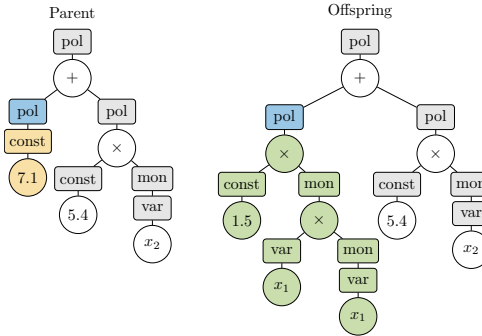 Parent
Offspring
pol
pol
+
+
pol
pol
pol
pol
const
×
×
×
7.1
const
mon
const
mon
const
mon
5.4
var
1.5
×
5.4
var
x₂
var
mon
x₂
x₁
var
x₁